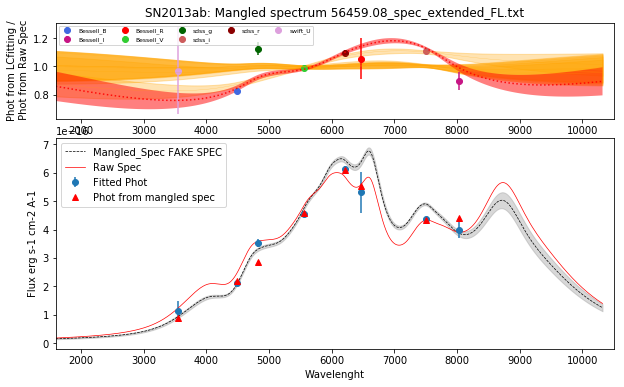 SN2013ab: Mangled spectrum 56459.08_spec_extended_FL.txt
Phot from LCfitting /
Phot from Raw Spec
1.2
1.0
0.8
Bessell_B Bessell_R sdss_g sdss_r swift_U
Bessell_I Bessell_V sdss_i
2000 3000 4000 5000 6000 7000 8000 9000 10000
1e−16
Flux erg s-1 cm-2 A-1
7
6
5
4
3
2
1
0
Mangled_Spec FAKE SPEC
Raw Spec
Fitted Phot
Phot from mangled spec
2000 3000 4000 5000 6000 7000 8000 9000 10000
Wavelenght